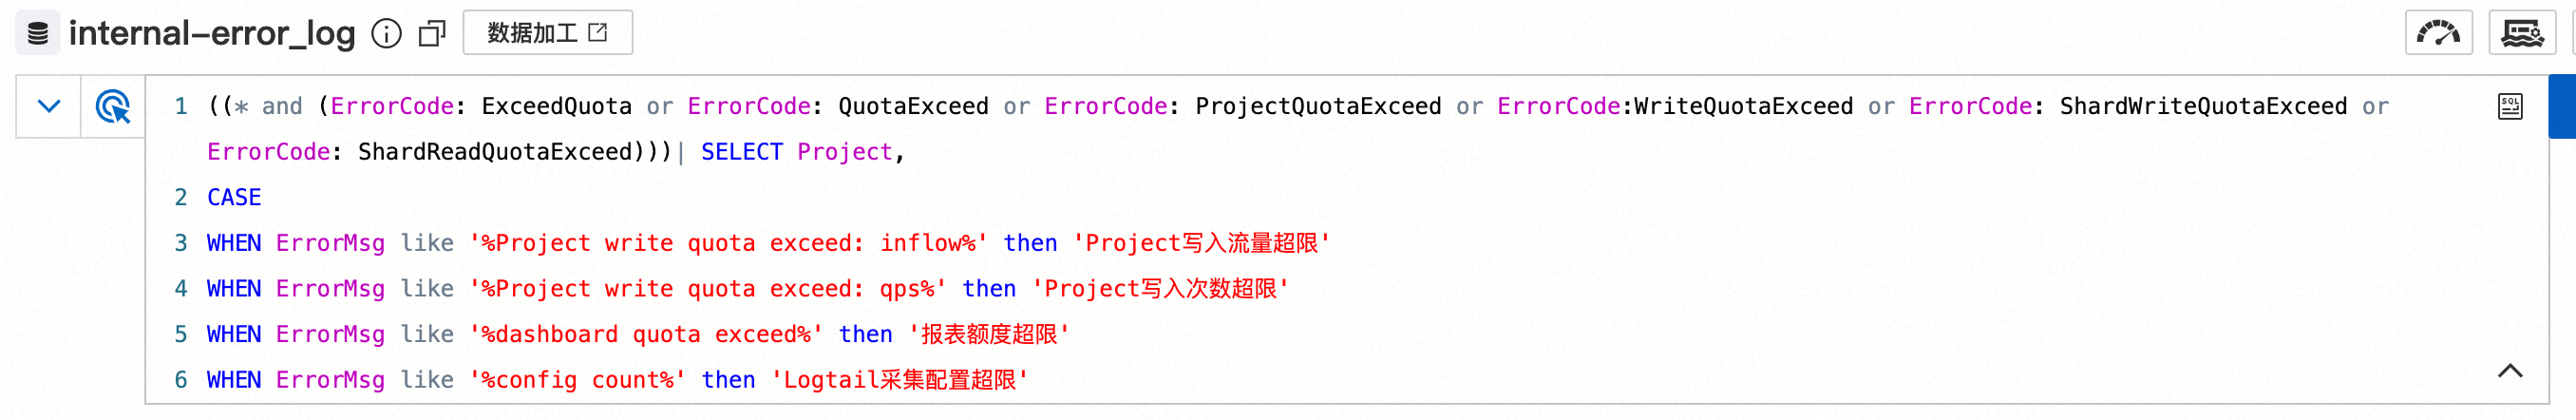 internal-error_log 数据加工
1 ((* and (ErrorCode: ExceedQuota or ErrorCode: QuotaExceed or ErrorCode: ProjectQuotaExceed or ErrorCode:WriteQuotaExceed or ErrorCode: ShardWriteQuotaExceed or
ErrorCode: ShardReadQuotaExceed)))| SELECT Project,
2 CASE
3 WHEN ErrorMsg like '%Project write quota exceed: inflow%' then 'Project写入流量超限'
4 WHEN ErrorMsg like '%Project write quota exceed: qps%' then 'Project写入次数超限'
5 WHEN ErrorMsg like '%dashboard quota exceed%' then '报表额度超限'
6 WHEN ErrorMsg like '%config count%' then 'Logtail采集配置超限'
SQL